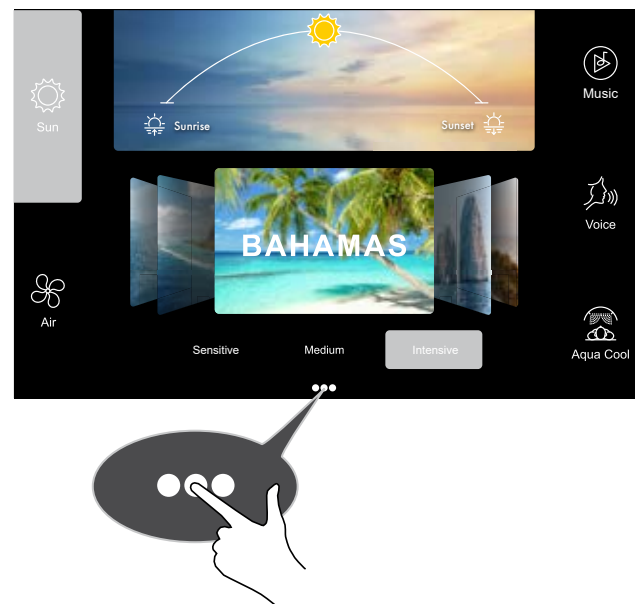 Sun
Sunrise
Sunset
Music
BAHAMAS
Voice
Air
Sensitive
Medium
Intensive
Aqua Cool